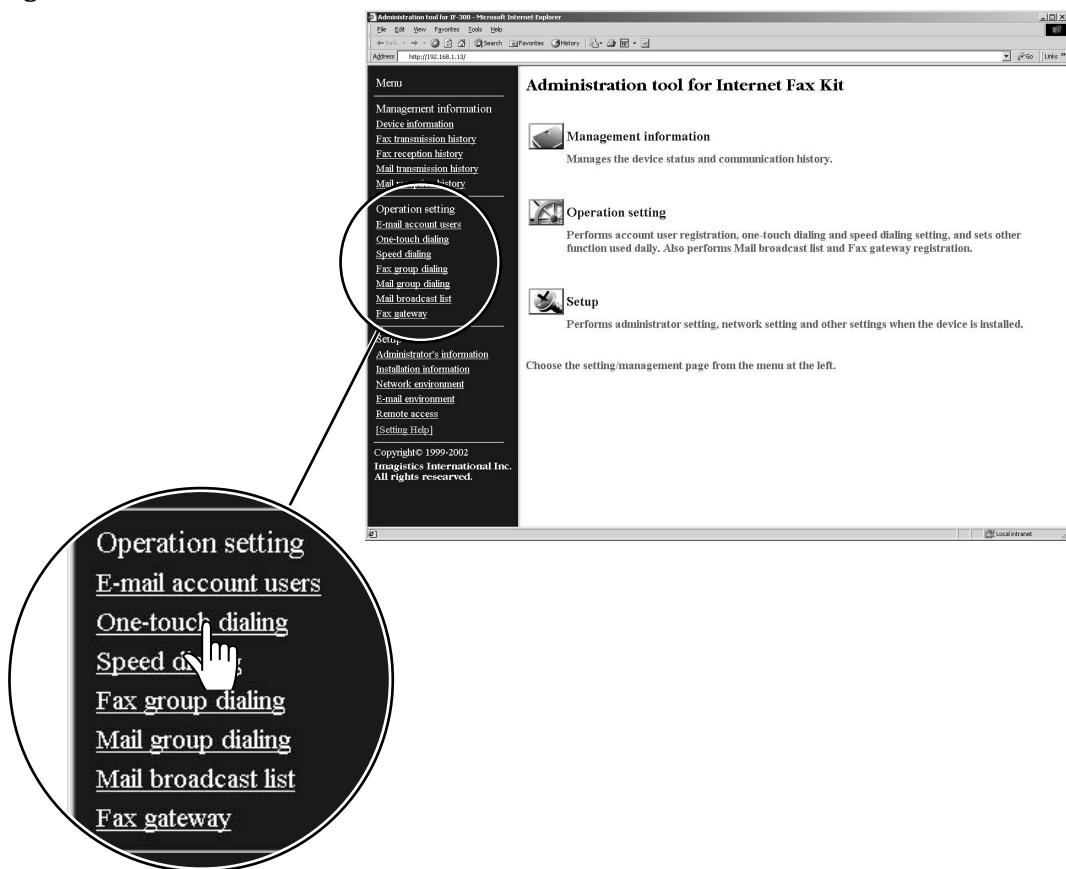 Administration tool for IF-300 - Microsoft Internet Explorer
File Edit View Favorites Tools Help
Back Search Favorites History
Address http://192.168.1.13/ Go Links »
Menu
Management information
Device information
Fax transmission history
Fax reception history
Mail transmission history
Mail reception history
Operation setting
E-mail account users
One-touch dialing
Speed dialing
Fax group dialing
Mail group dialing
Mail broadcast list
Fax gateway
Setup
Administrator's information
Installation information
Network environment
E-mail environment
Remote access
[Setting Help]
Copyright© 1999-2002
Imagistics International Inc.
All rights researved.
Administration tool for Internet Fax Kit
Management information
Manages the device status and communication history.
Operation setting
Performs account user registration, one-touch dialing and speed dialing setting, and sets other
function used daily. Also performs Mail broadcast list and Fax gateway registration.
Setup
Performs administrator setting, network setting and other settings when the device is installed.
Choose the setting/management page from the menu at the left.
Local intranet
Operation setting
E-mail account users
One-touch dialing
Speed dialing
Fax group dialing
Mail group dialing
Mail broadcast list
Fax gateway